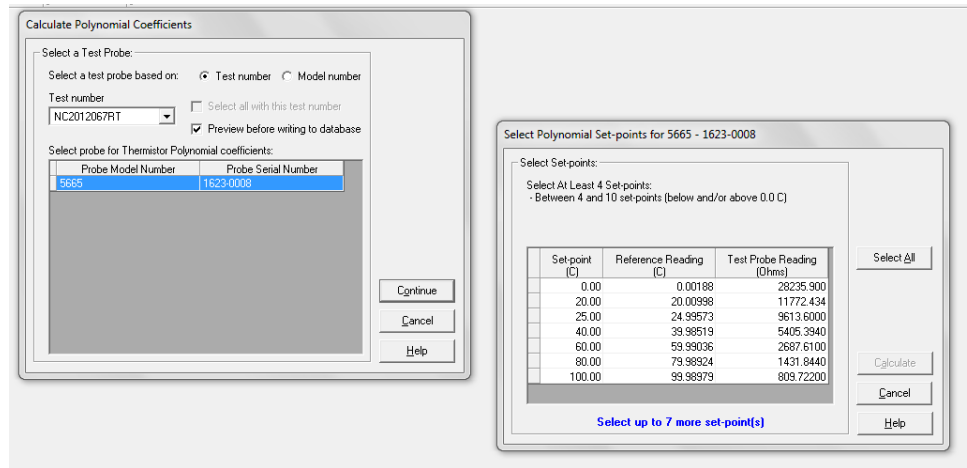 Calculate Polynomial Coefficients
Select a Test Probe:
Select a test probe based on: Test number Model number
Test number
NC2012067RT
Select all with this test number
Preview before writing to database
Select probe for Thermistor Polynomial coefficients:
Probe Model Number Probe Serial Number
5665 1623-0008
Continue
Cancel
Help
Select Polynomial Set-points for 5665 - 1623-0008
Select Set-points:
Select At Least 4 Set-points:
- Between 4 and 10 set-points (below and/or above 0.0 C)
Set-point (C) Reference Reading (C) Test Probe Reading (Ohms)
0.00 0.00188 28235.900
20.00 20.00998 11772.434
25.00 24.99573 9613.6000
40.00 39.98519 5405.3940
60.00 59.99036 2687.6100
80.00 79.98924 1431.8440
100.00 99.98979 809.72200
Select up to 7 more set-point(s)
Select All
Calculate
Cancel
Help